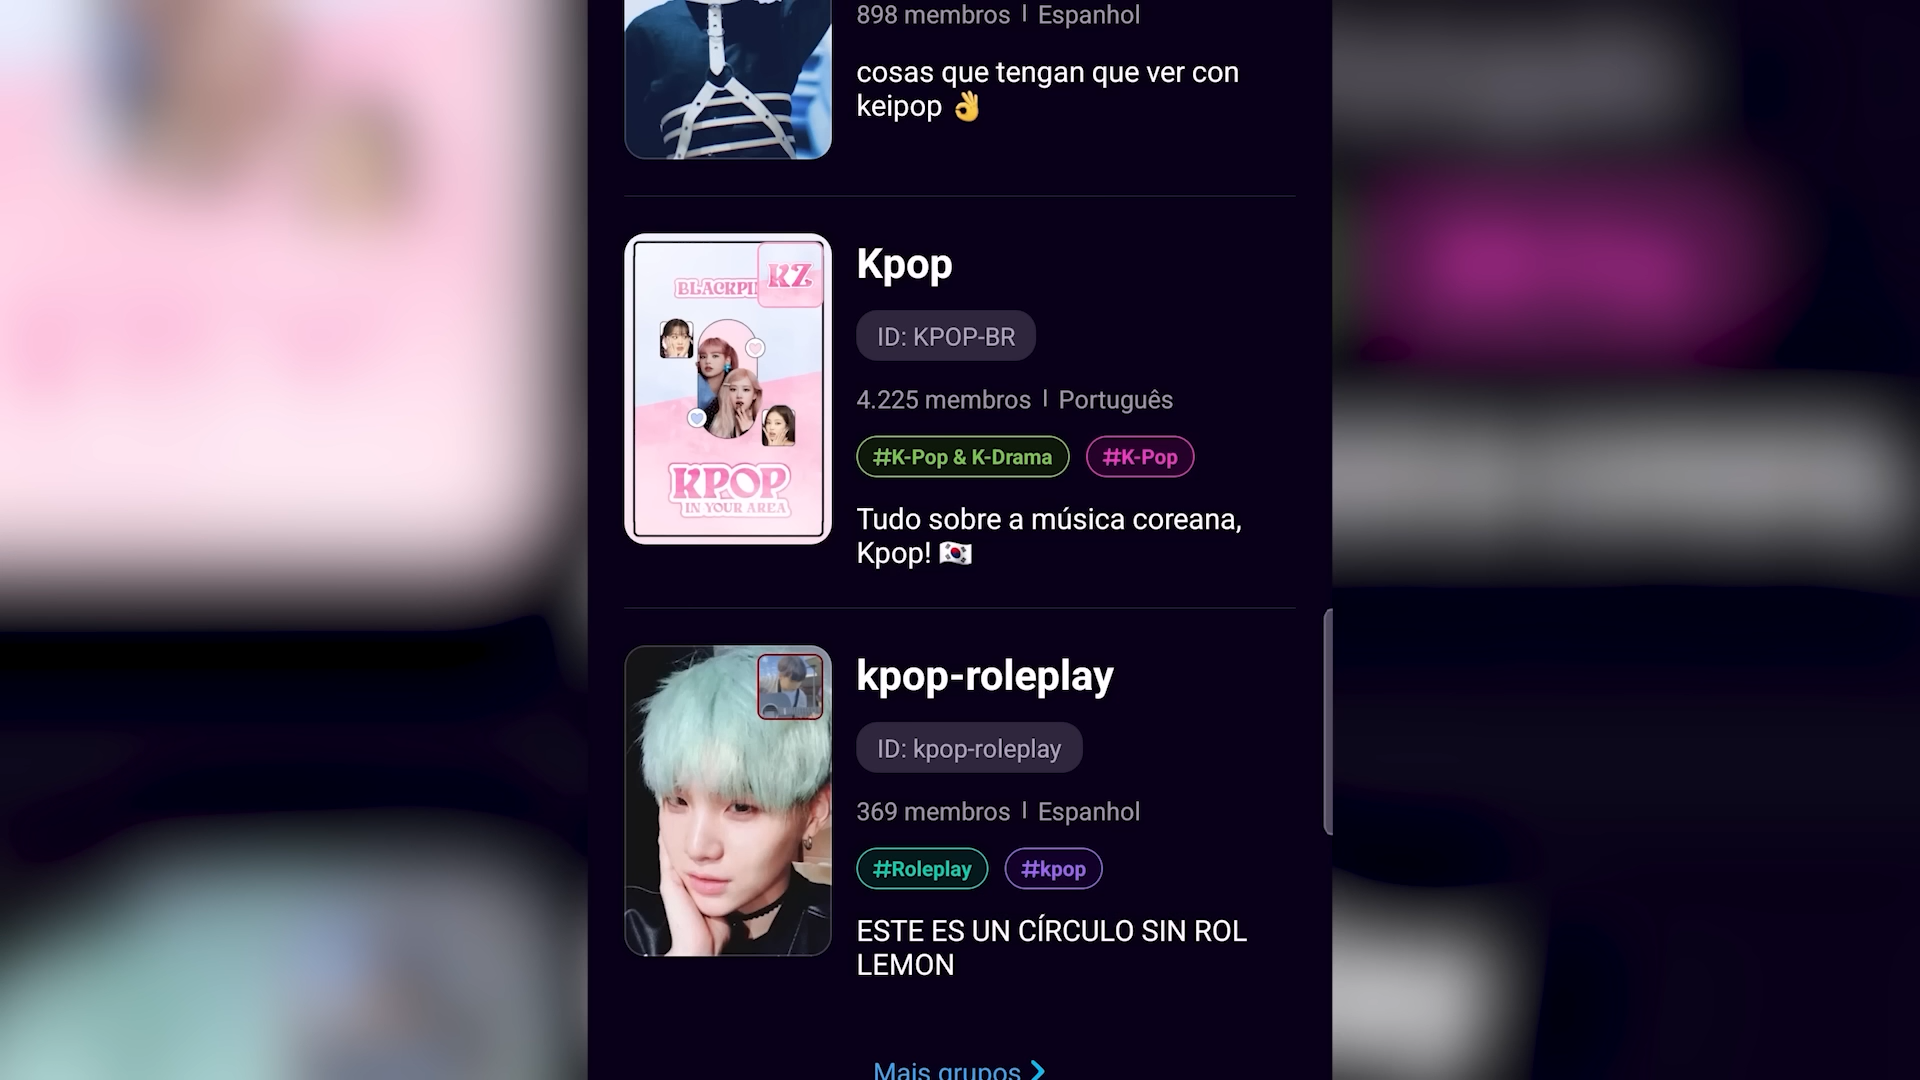 898 membros | Espanhol
cosas que tengan que ver con
keipop 👌
KZ
BLACKPI
KPOP
IN YOUR AREA
Kpop
ID: KPOP-BR
4.225 membros | Português
#K-Pop & K-Drama #K-Pop
Tudo sobre a música coreana,
Kpop! 🇰🇷
kpop-roleplay
ID: kpop-roleplay
369 membros | Espanhol
#Roleplay #kpop
ESTE ES UN CÍRCULO SIN ROL
LEMON
Mais grupos